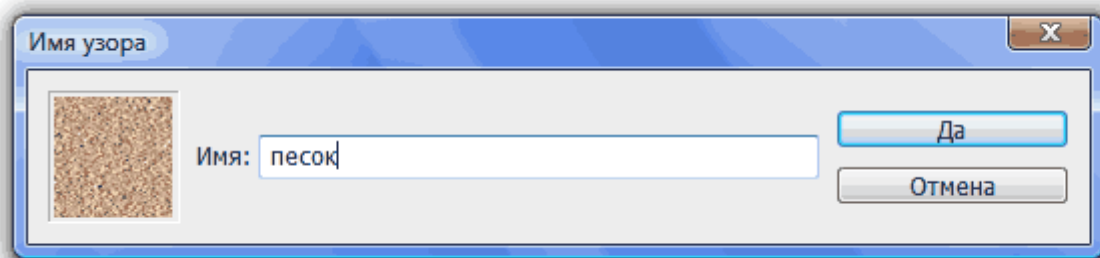 Имя узора
Имя: песок
Да
Отмена